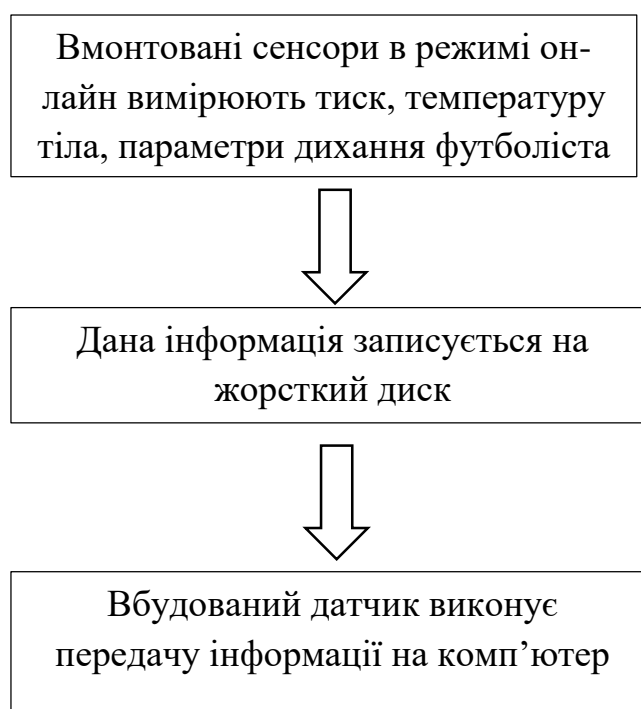 Вмонтовані сенсори в режимі он-
лайн вимірюють тиск, температуру
тіла, параметри дихання футболіста
Дана інформація записується на
жорсткий диск
Вбудований датчик виконує
передачу інформації на комп’ютер